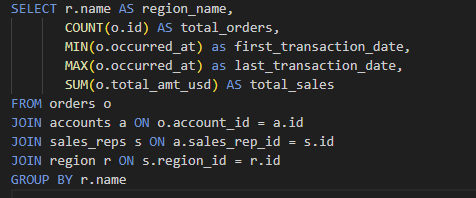 SELECT r.name AS region_name,
COUNT(o.id) AS total_orders,
MIN(o.occurred_at) as first_transaction_date,
MAX(o.occurred_at) as last_transaction_date,
SUM(o.total_amt_usd) AS total_sales
FROM orders o
JOIN accounts a ON o.account_id = a.id
JOIN sales_reps s ON a.sales_rep_id = s.id
JOIN region r ON s.region_id = r.id
GROUP BY r.name